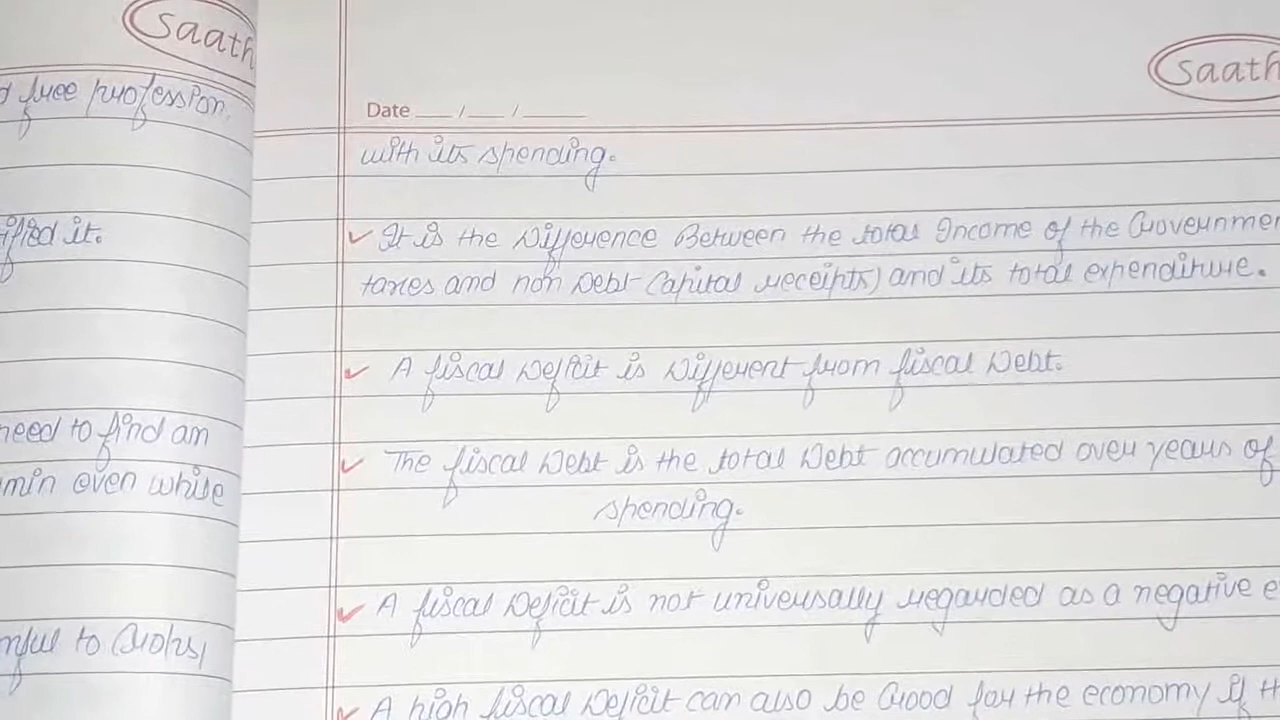 Saath
free profession.
it.
need to find an
min even while
to Crops,
Saath
Date __/__/____
with its spending.
It is the Difference Between the total Income of the Governmen
taxes and non Debt Capital receipts) and its total expenditure.
A fiscal Deficit is Different from fiscal Debt.
The fiscal Debt is the total Debt accumulated over years of
spending.
A fiscal Deficit is not universally regarded as a negative e
A high fiscal Deficit can also be Good for the economy if th